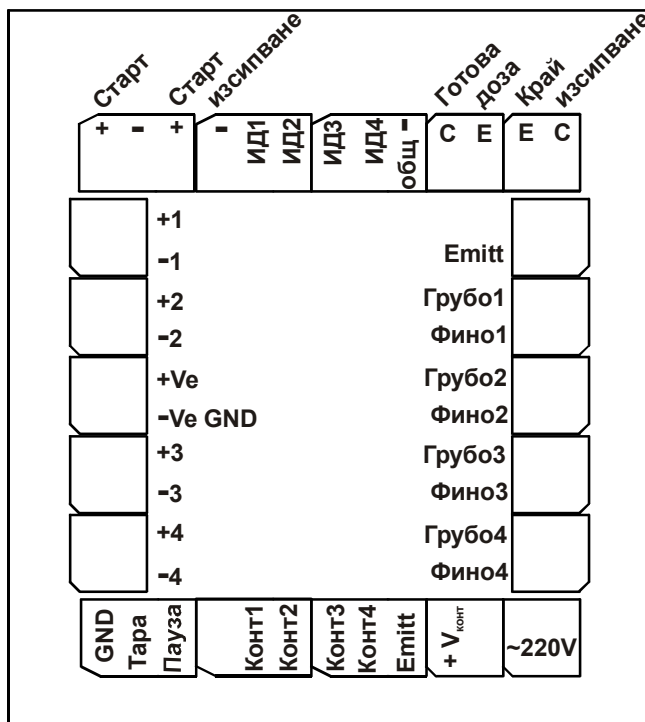 Старт
Старт
изсипване
Готова
доза
Край
изсипване
+ - + - ИД1 ИД2 ИД3 ИД4 общ - C E E C
+1
-1
Emitt
+2
Грубо1
-2
Фино1
+Ve
Грубо2
-Ve GND
Фино2
+3
Грубо3
-3
Фино3
+4
Грубо4
-4
Фино4
GND Тара Пауза Конт1 Конт2 Конт3 Конт4 Emitt + Vконт ~220V